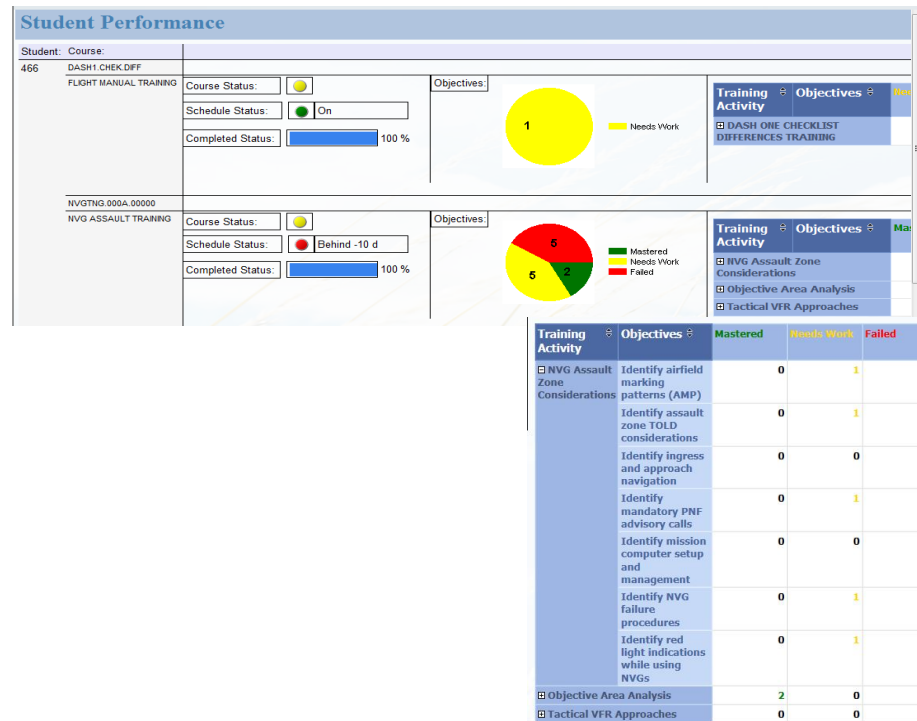 Student Performance
Student: Course:
466 DASH1.CHEK.DIFF
FLIGHT MANUAL TRAINING
Course Status:
Schedule Status: On
Completed Status: 100 %
Objectives:
1
Needs Work
Training Activity Objectives
DASH ONE CHECKLIST
DIFFERENCES TRAINING
NVGTNG.000A.00000
NVG ASSAULT TRAINING
Course Status:
Schedule Status: Behind -10 d
Completed Status: 100 %
Objectives:
5
5 2
Mastered
Needs Work
Failed
Training Activity Objectives Mas
NVG Assault Zone
Considerations
Objective Area Analysis
Tactical VFR Approaches
Training Activity Objectives Mastered Needs Work Failed
NVG Assault Zone Considerations
Identify airfield marking patterns (AMP) 0 1
Identify assault zone TOLD considerations 0 1
Identify ingress and approach navigation 0 0
Identify mandatory PNF advisory calls 0 1
Identify mission computer setup and management 0 0
Identify NVG failure procedures 0 1
Identify red light indications while using NVGs 0 1
Objective Area Analysis 2 0
Tactical VFR Approaches 0 0